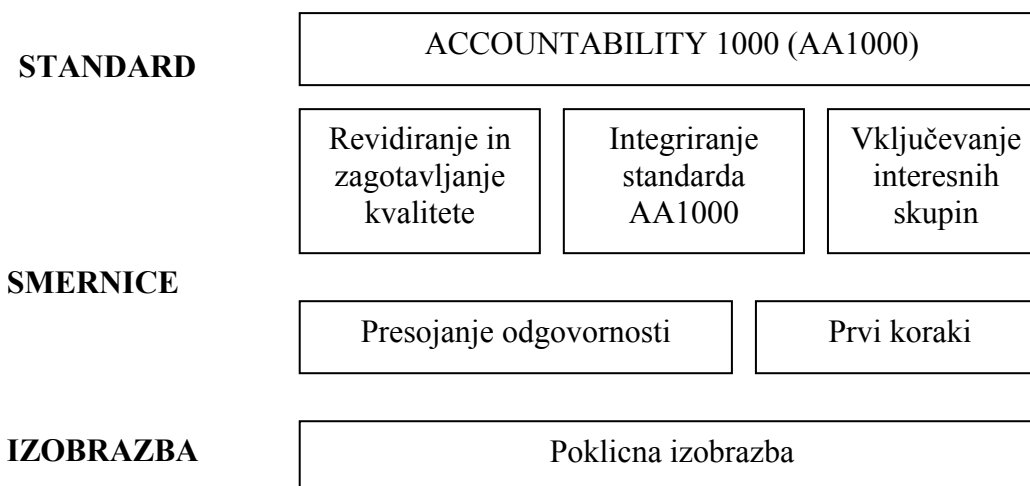 STANDARD
ACCOUNTABILITY 1000 (AA1000)
Revidiranje in
zagotavljanje
kvalitete
Integriranje
standarda
AA1000
Vključevanje
interesnih
skupin
SMERNICE
Presojanje odgovornosti
Prvi koraki
IZOBRAZBA
Poklicna izobrazba